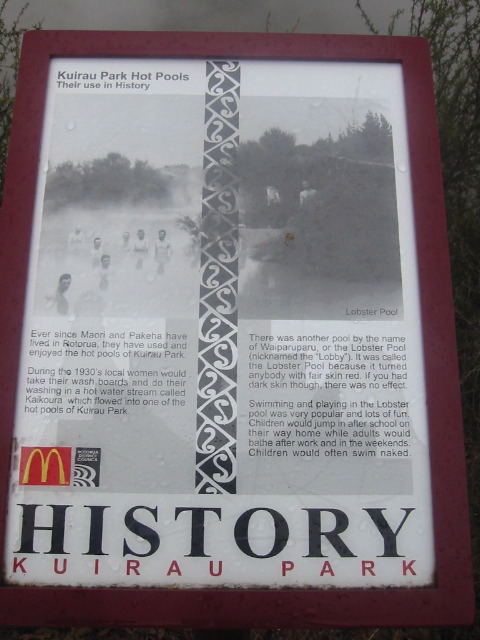 Kuirau Park Hot Pools
Their use in History
Lobster Pool
Ever since Maori and Pakeha have
lived in Rotorua, they have used and
enjoyed the hot pools of Kuirau Park.
During the 1930's local women would
take their wash boards and do their
washing in a hot water stream called
Kaikoura which flowed into one of the
hot pools of Kuirau Park.
There was another pool by the name
of Waiparuparu, or the Lobster Pool
(nicknamed the "Lobby"). It was called
the Lobster Pool because it turned
anybody with fair skin red. If you had
dark skin though, there was no effect.
Swimming and playing in the Lobster
pool was very popular and lots of fun.
Children would jump in after school on
their way home while adults would
bathe after work and in the weekends.
Children would often swim naked.
ROTORUA
DISTRICT
COUNCIL
HISTORY
KUIRAU PARK